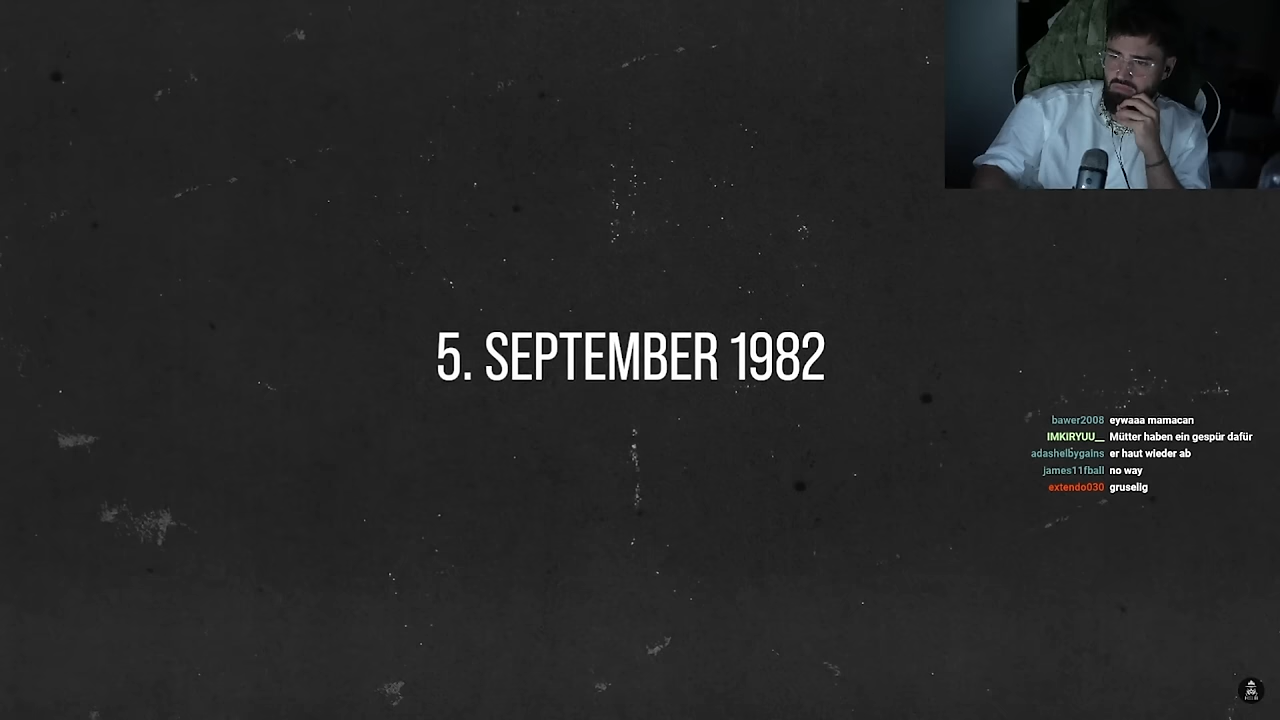 5. SEPTEMBER 1982
bawer2008 eywaaa mamacan
IMKIRYUU__ Mütter haben ein gespür dafür
adashelbygains er haut wieder ab
james11fball no way
extendo030 gruselig